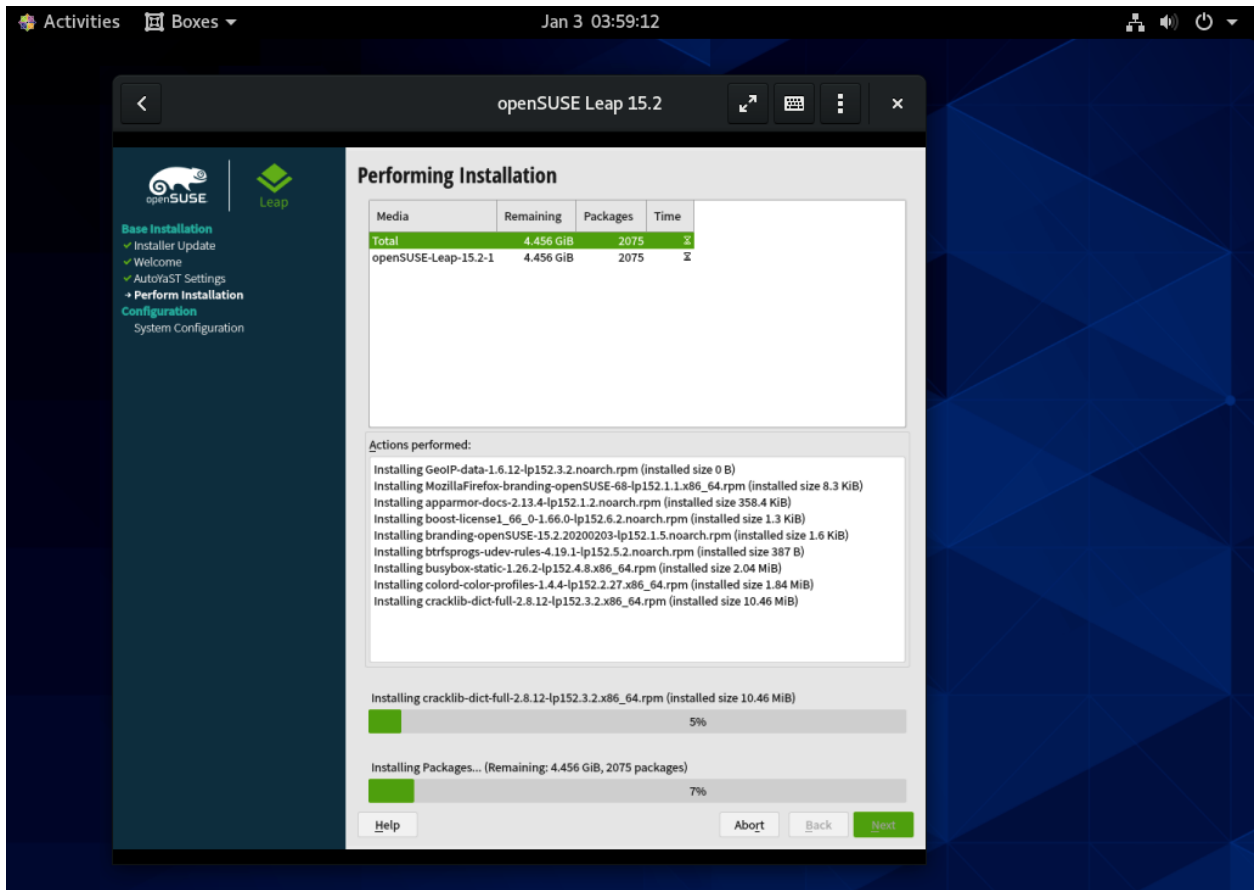 Activities Boxes Jan 3 03:59:12
openSUSE Leap 15.2
openSUSE Leap
Base Installation
Installer Update
Welcome
AutoYaST Settings
Perform Installation
Configuration
System Configuration
Performing Installation
Media Remaining Packages Time
Total 4.456 GiB 2075
openSUSE-Leap-15.2-1 4.456 GiB 2075
Actions performed:
Installing GeoIP-data-1.6.12-lp152.3.2.noarch.rpm (installed size 0 B)
Installing MozillaFirefox-branding-openSUSE-68-lp152.1.1.x86_64.rpm (installed size 8.3 KiB)
Installing apparmor-docs-2.13.4-lp152.1.2.noarch.rpm (installed size 358.4 KiB)
Installing boost-license1_66_0-1.66.0-lp152.6.2.noarch.rpm (installed size 1.3 KiB)
Installing branding-openSUSE-15.2.20200203-lp152.1.5.noarch.rpm (installed size 1.6 KiB)
Installing btrfsprogs-udev-rules-4.19.1-lp152.5.2.noarch.rpm (installed size 387 B)
Installing busybox-static-1.26.2-lp152.4.8.x86_64.rpm (installed size 2.04 MiB)
Installing colord-color-profiles-1.4.4-lp152.2.27.x86_64.rpm (installed size 1.84 MiB)
Installing cracklib-dict-full-2.8.12-lp152.3.2.x86_64.rpm (installed size 10.46 MiB)
Installing cracklib-dict-full-2.8.12-lp152.3.2.x86_64.rpm (installed size 10.46 MiB)
5%
Installing Packages... (Remaining: 4.456 GiB, 2075 packages)
7%
Help Abort Back Next